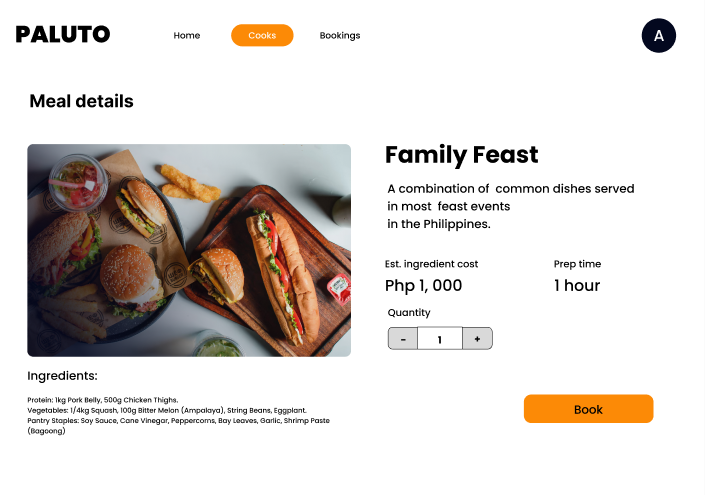 PALUTO
Home
Cooks
Bookings
A
Meal details
Family Feast
A combination of  common dishes served
in most  feast events
in the Philippines.
Est. ingredient cost
Prep time
Php 1, 000
1 hour
Quantity
-
1
+
Ingredients:
Protein: 1kg Pork Belly, 500g Chicken Thighs.
Vegetables: 1/4kg Squash, 100g Bitter Melon (Ampalaya), String Beans, Eggplant.
Pantry Staples: Soy Sauce, Cane Vinegar, Peppercorns, Bay Leaves, Garlic, Shrimp Paste
(Bagoong)
Book